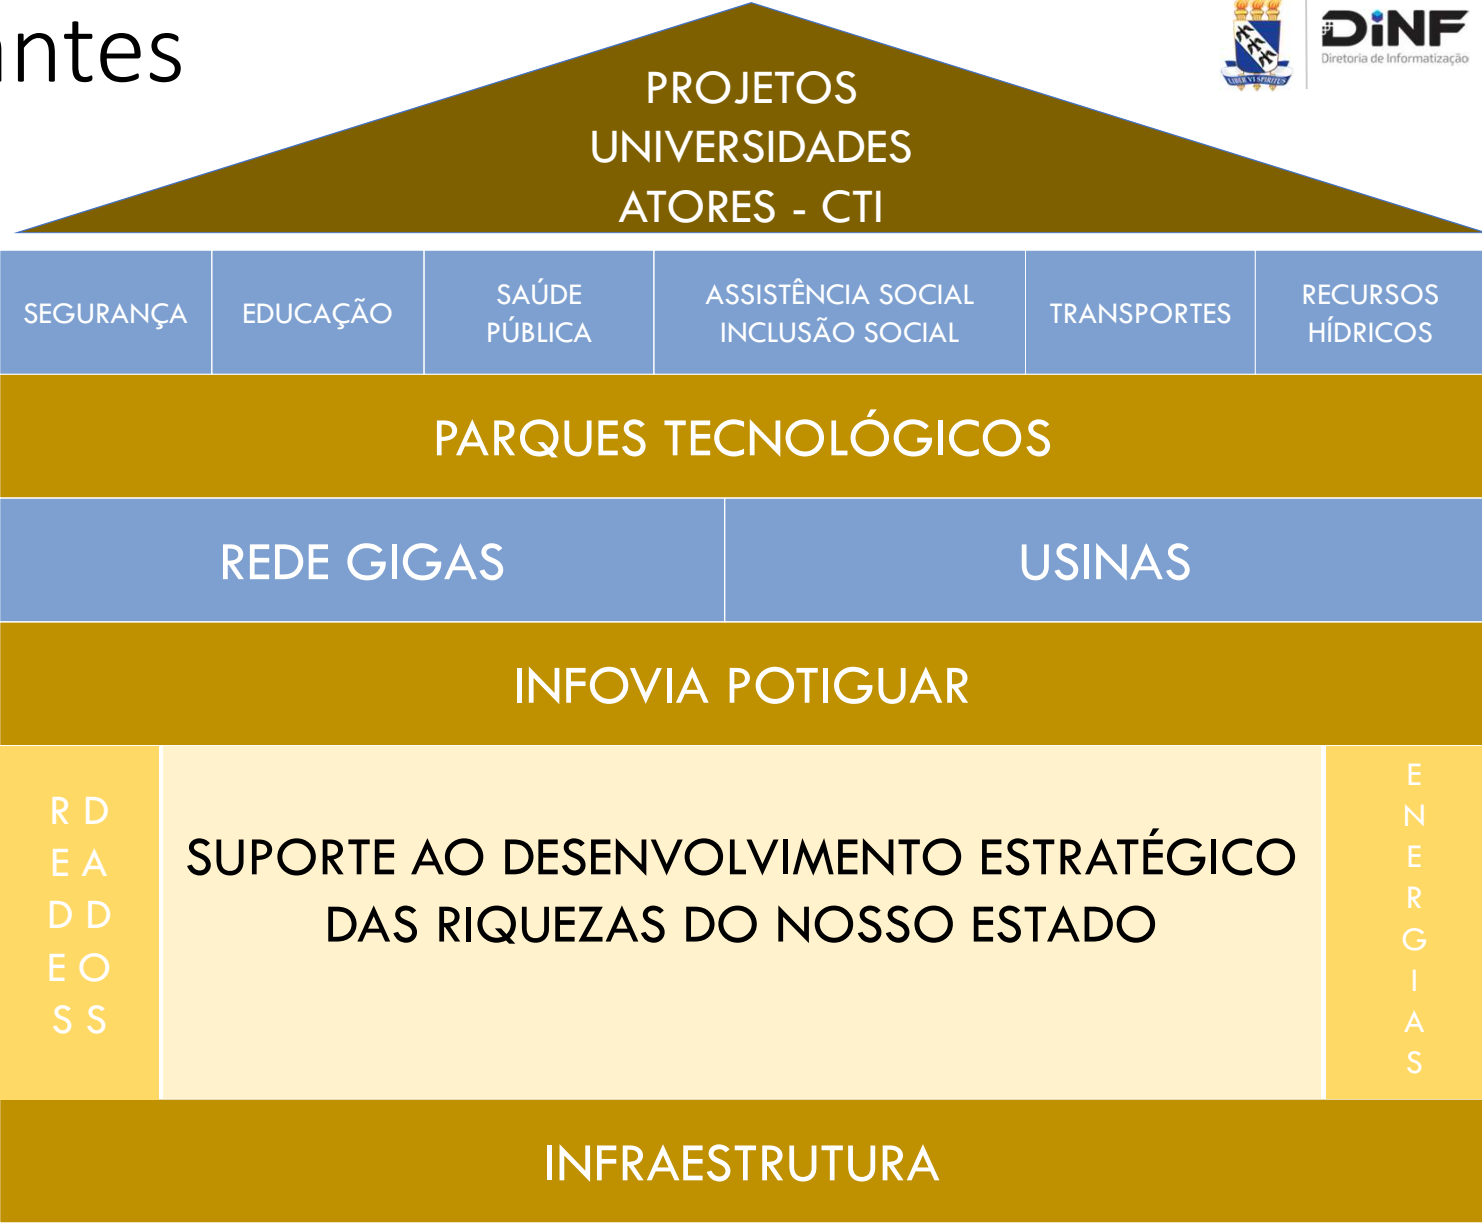 antes
DiNF
Diretoria de Informatização
PROJETOS
UNIVERSIDADES
ATORES - CTI
SEGURANÇA
EDUCAÇÃO
SAÚDE
PÚBLICA
ASSISTÊNCIA SOCIAL
INCLUSÃO SOCIAL
TRANSPORTES
RECURSOS
HÍDRICOS
PARQUES TECNOLÓGICOS
REDE GIGAS
USINAS
INFOVIA POTIGUAR
R D
E A
D D
E O
S S
SUPORTE AO DESENVOLVIMENTO ESTRATÉGICO
DAS RIQUEZAS DO NOSSO ESTADO
E
N
E
R
G
I
A
S
INFRAESTRUTURA